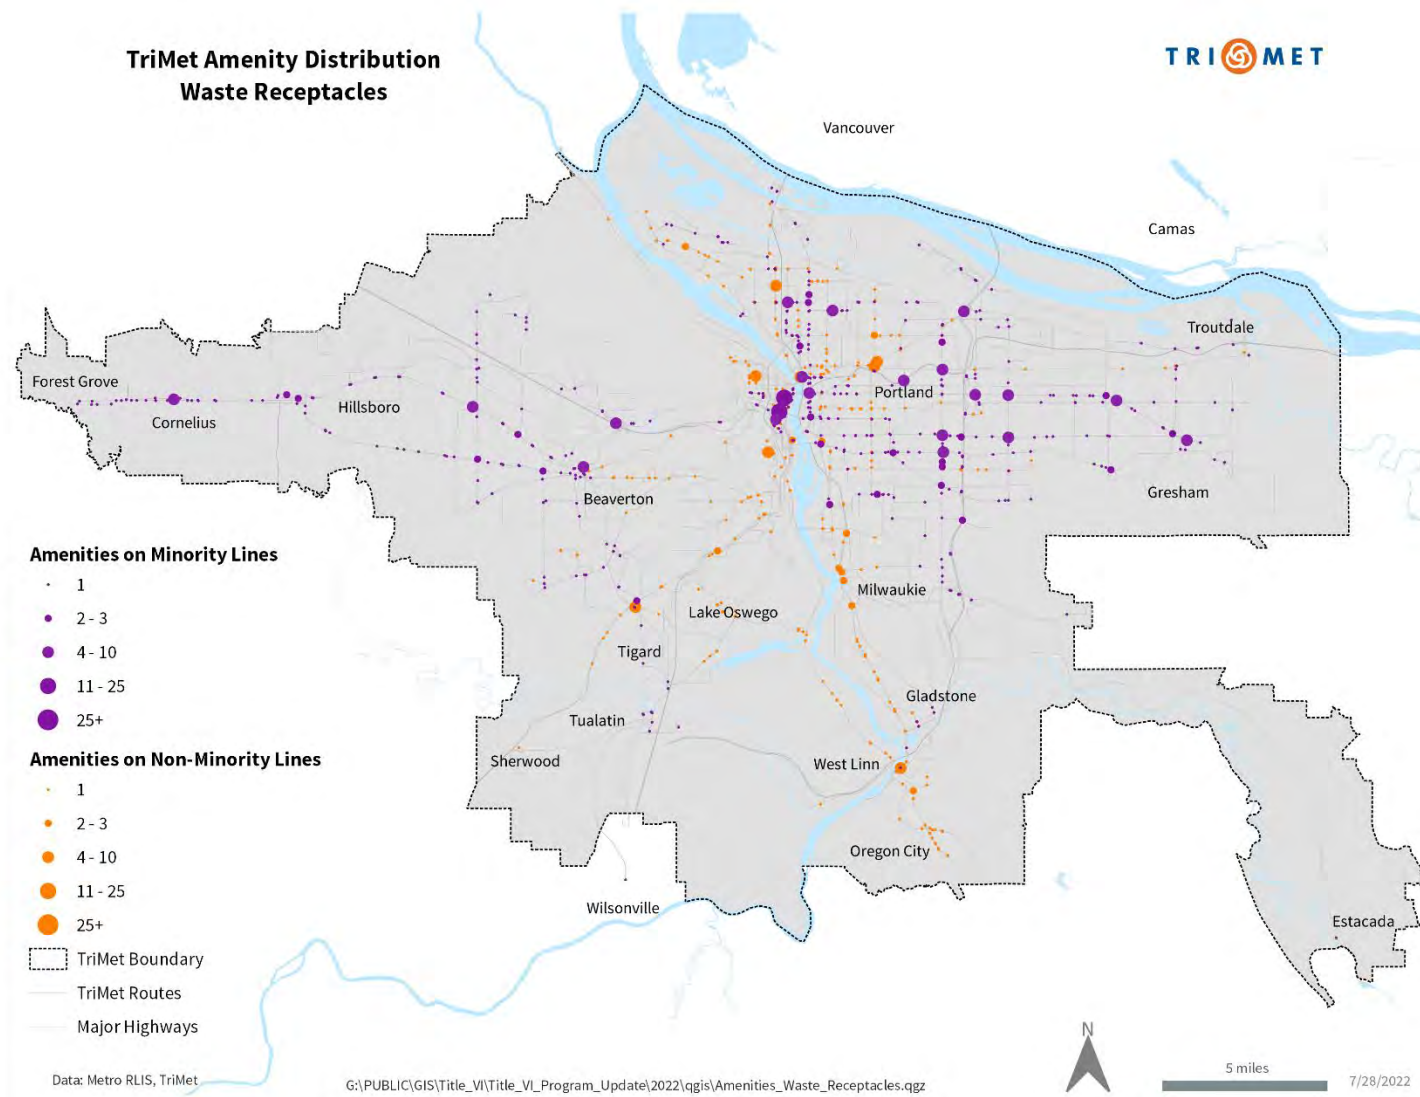 TriMet Amenity Distribution
Waste Receptacles
TRI MET
Vancouver
Camas
Troutdale
Forest Grove
Portland
Hillsboro
Cornelius
Gresham
Beaverton
Amenities on Minority Lines
1
2 - 3
4 - 10
11 - 25
25+
Milwaukie
Lake Oswego
Tigard
Gladstone
Tualatin
Amenities on Non-Minority Lines
1
2 - 3
4 - 10
11 - 25
25+
Sherwood
West Linn
Oregon City
Wilsonville
Estacada
TriMet Boundary
TriMet Routes
Major Highways
N
5 miles
Data: Metro RLIS, TriMet
G:\PUBLIC\GIS\Title_VI\Title_VI_Program_Update\2022\qgis\Amenities_Waste_Receptacles.qgz
7/28/2022